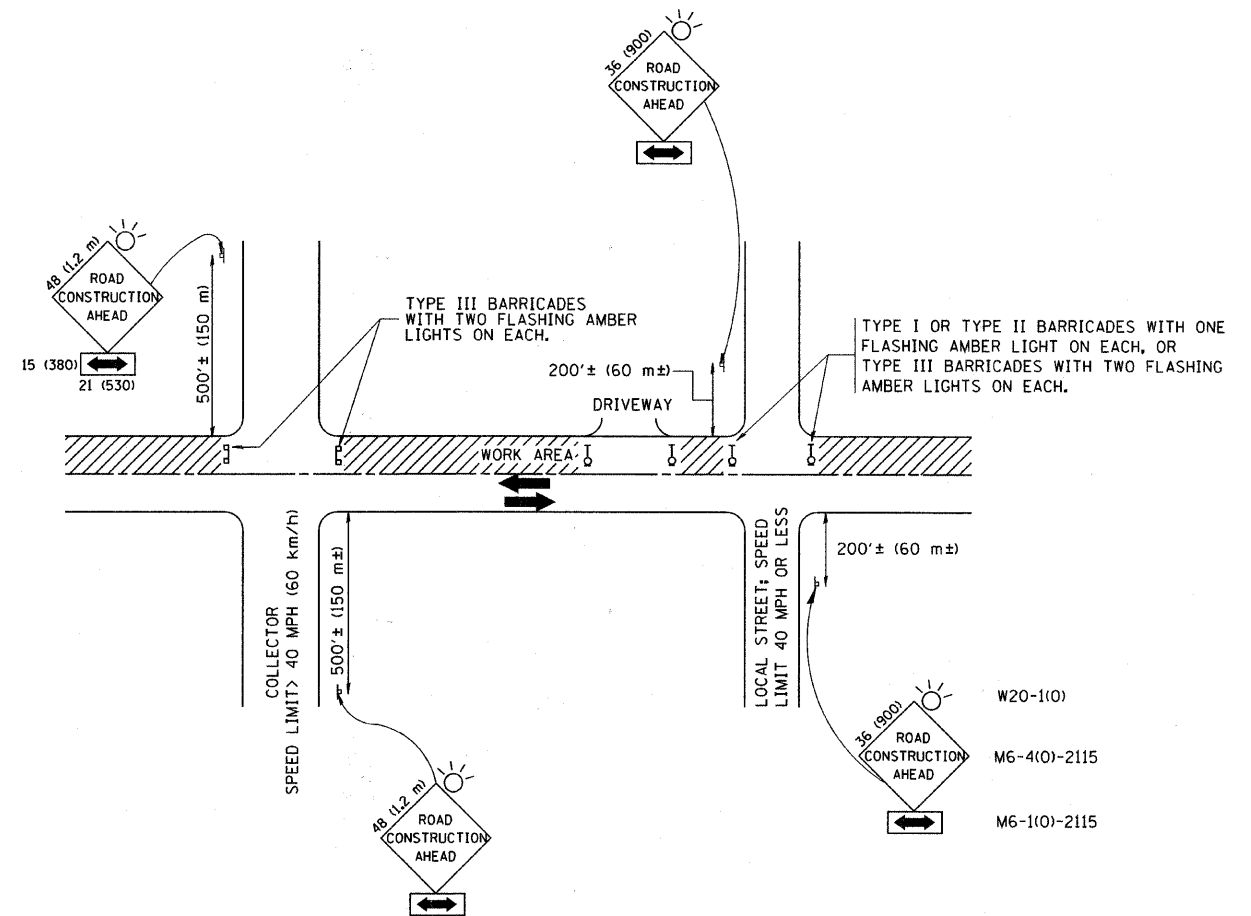 36 (900)
ROAD
CONSTRUCTION
AHEAD
48 (1.2 m)
ROAD
CONSTRUCTION
AHEAD
15 (380)
21 (530)
500'± (150 m)
TYPE III BARRICADES
WITH TWO FLASHING AMBER
LIGHTS ON EACH.
200'± (60 m±)
DRIVEWAY
TYPE I OR TYPE II BARRICADES WITH ONE
FLASHING AMBER LIGHT ON EACH, OR
TYPE III BARRICADES WITH TWO FLASHING
AMBER LIGHTS ON EACH.
WORK AREA
COLLECTOR
SPEED LIMIT> 40 MPH (60 km/h)
500'± (150 m±)
LOCAL STREET; SPEED
LIMIT 40 MPH OR LESS
200'± (60 m±)
48 (1.2 m)
ROAD
CONSTRUCTION
AHEAD
36 (900)
ROAD
CONSTRUCTION
AHEAD
W20-1(O)
M6-4(O)-2115
M6-1(O)-2115